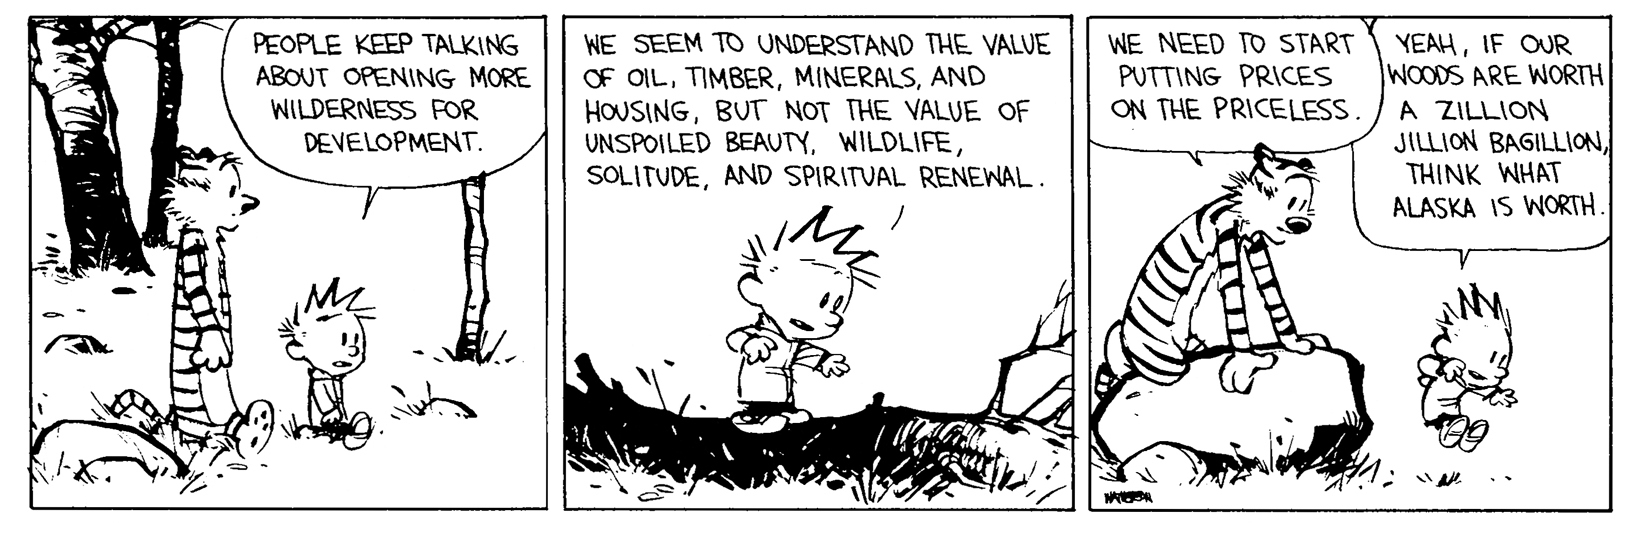 PEOPLE KEEP TALKING
ABOUT OPENING MORE
WILDERNESS FOR
DEVELOPMENT.
WE SEEM TO UNDERSTAND THE VALUE
OF OIL, TIMBER, MINERALS, AND
HOUSING, BUT NOT THE VALUE OF
UNSPOILED BEAUTY, WILDLIFE,
SOLITUDE, AND SPIRITUAL RENEWAL.
WE NEED TO START
PUTTING PRICES
ON THE PRICELESS.
YEAH, IF OUR
WOODS ARE WORTH
A ZILLION
JILLION BAGILLION,
THINK WHAT
ALASKA IS WORTH.
WATTERSON